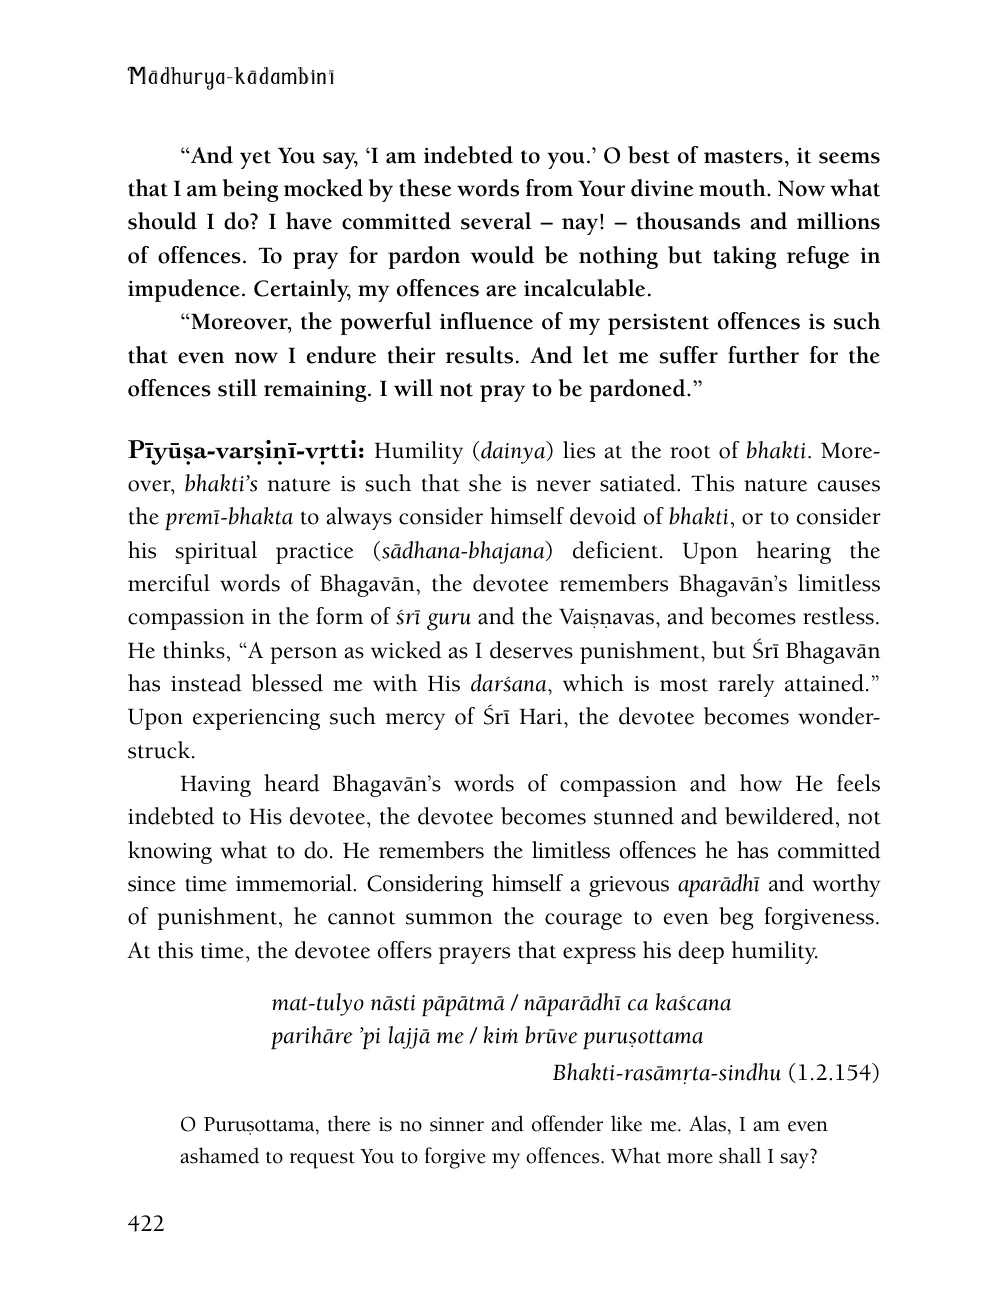 Mādhurya-kādambinī
“And yet You say, ‘I am indebted to you.’ O best of masters, it seems
that I am being mocked by these words from Your divine mouth. Now what
should I do? I have committed several – nay! – thousands and millions
of offences. To pray for pardon would be nothing but taking refuge in
impudence. Certainly, my offences are incalculable.
“Moreover, the powerful influence of my persistent offences is such
that even now I endure their results. And let me suffer further for the
offences still remaining. I will not pray to be pardoned.”
Pīyūṣa-varṣiṇī-vṛtti: Humility (dainya) lies at the root of bhakti. More-
over, bhakti’s nature is such that she is never satiated. This nature causes
the premī-bhakta to always consider himself devoid of bhakti, or to consider
his spiritual practice (sādhana-bhajana) deficient. Upon hearing the
merciful words of Bhagavān, the devotee remembers Bhagavān’s limitless
compassion in the form of śrī guru and the Vaiṣṇavas, and becomes restless.
He thinks, “A person as wicked as I deserves punishment, but Śrī Bhagavān
has instead blessed me with His darśana, which is most rarely attained.”
Upon experiencing such mercy of Śrī Hari, the devotee becomes wonder-
struck.
Having heard Bhagavān’s words of compassion and how He feels
indebted to His devotee, the devotee becomes stunned and bewildered, not
knowing what to do. He remembers the limitless offences he has committed
since time immemorial. Considering himself a grievous aparādhī and worthy
of punishment, he cannot summon the courage to even beg forgiveness.
At this time, the devotee offers prayers that express his deep humility.
mat-tulyo nāsti pāpātmā / nāparādhī ca kaścana
parihāre ’pi lajjā me / kiṁ brūve puruṣottama
Bhakti-rasāmṛta-sindhu (1.2.154)
O Puruṣottama, there is no sinner and offender like me. Alas, I am even
ashamed to request You to forgive my offences. What more shall I say?
422